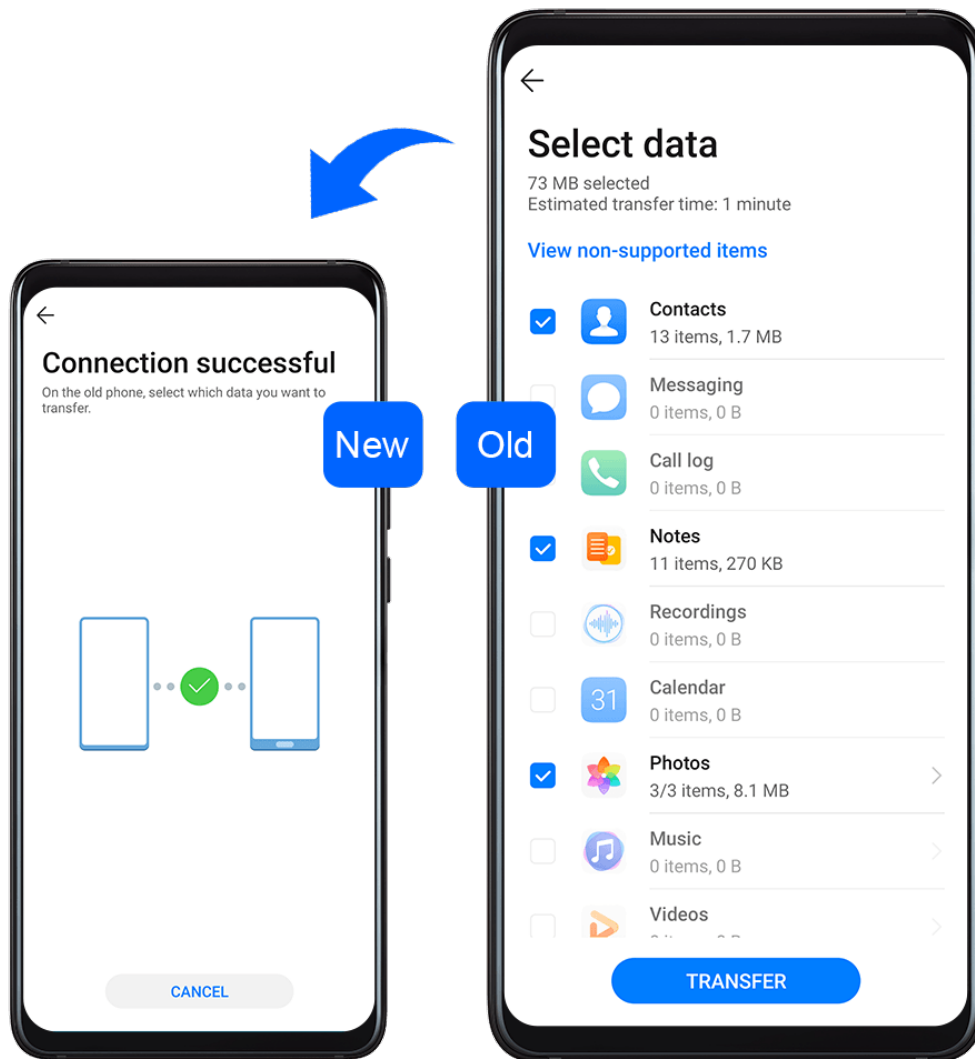 Connection successful
On the old phone, select which data you want to
transfer.
New
CANCEL
Old
Select data
73 MB selected
Estimated transfer time: 1 minute
View non-supported items
Contacts
13 items, 1.7 MB
Messaging
0 items, 0 B
Call log
0 items, 0 B
Notes
11 items, 270 KB
Recordings
0 items, 0 B
31
Calendar
0 items, 0 B
Photos
3/3 items, 8.1 MB
Music
0 items, 0 B
Videos
TRANSFER